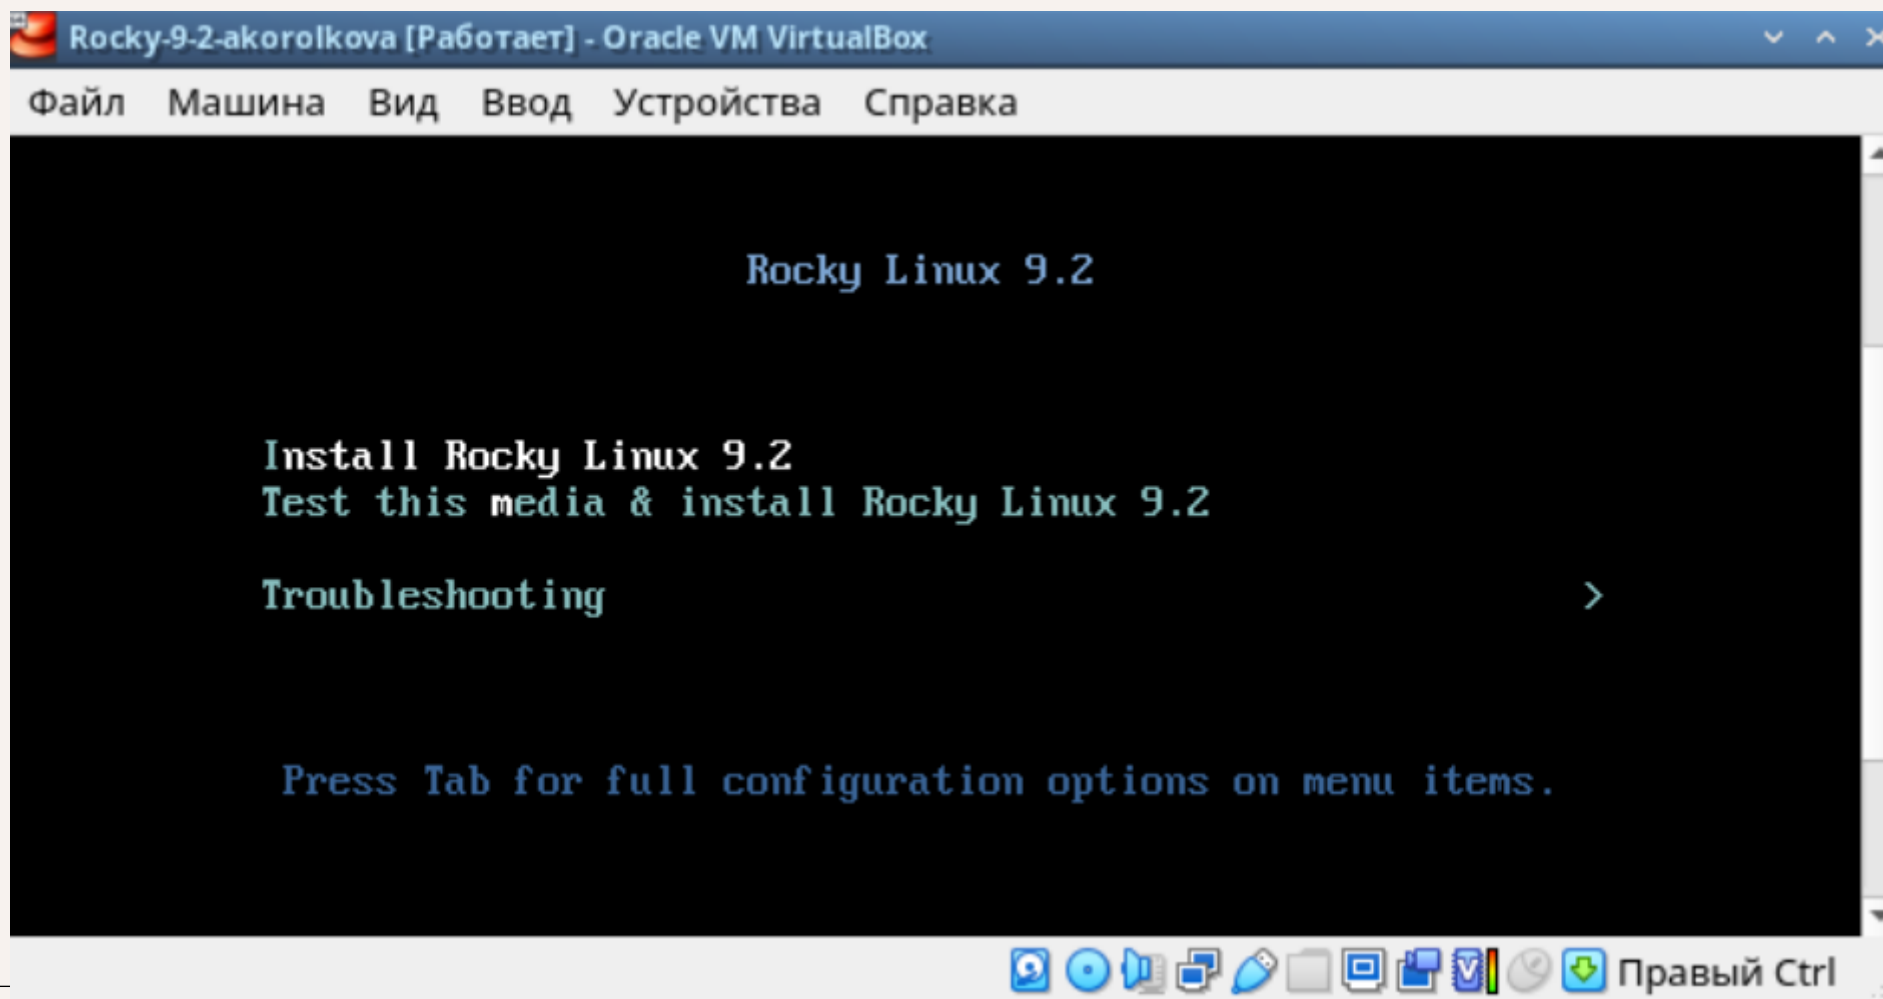 Rocky-9-2-akorolkova [Работает] - Oracle VM VirtualBox
Файл Машина Вид Ввод Устройства Справка
Rocky Linux 9.2
Install Rocky Linux 9.2
Test this media & install Rocky Linux 9.2
Troubleshooting >
Press Tab for full configuration options on menu items.
Правый Ctrl